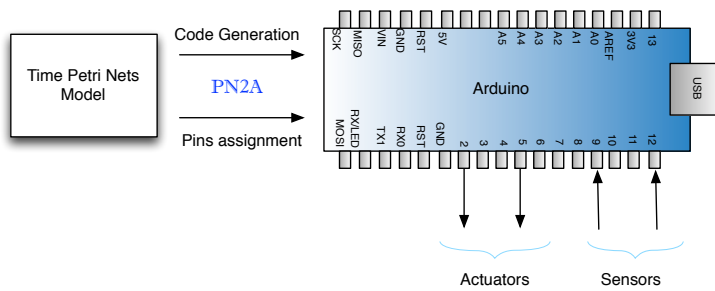 Code Generation
Time Petri Nets
Model
PN2A
Pins assignment
SCK MISO VIN GND RST 5V A5 A4 A3 A2 A1 A0 AREF 3V3 13
Arduino
USB
MOSI RX/LED TX1 RX0 RST GND 2 3 4 5 6 7 8 9 10 11 12
Actuators
Sensors